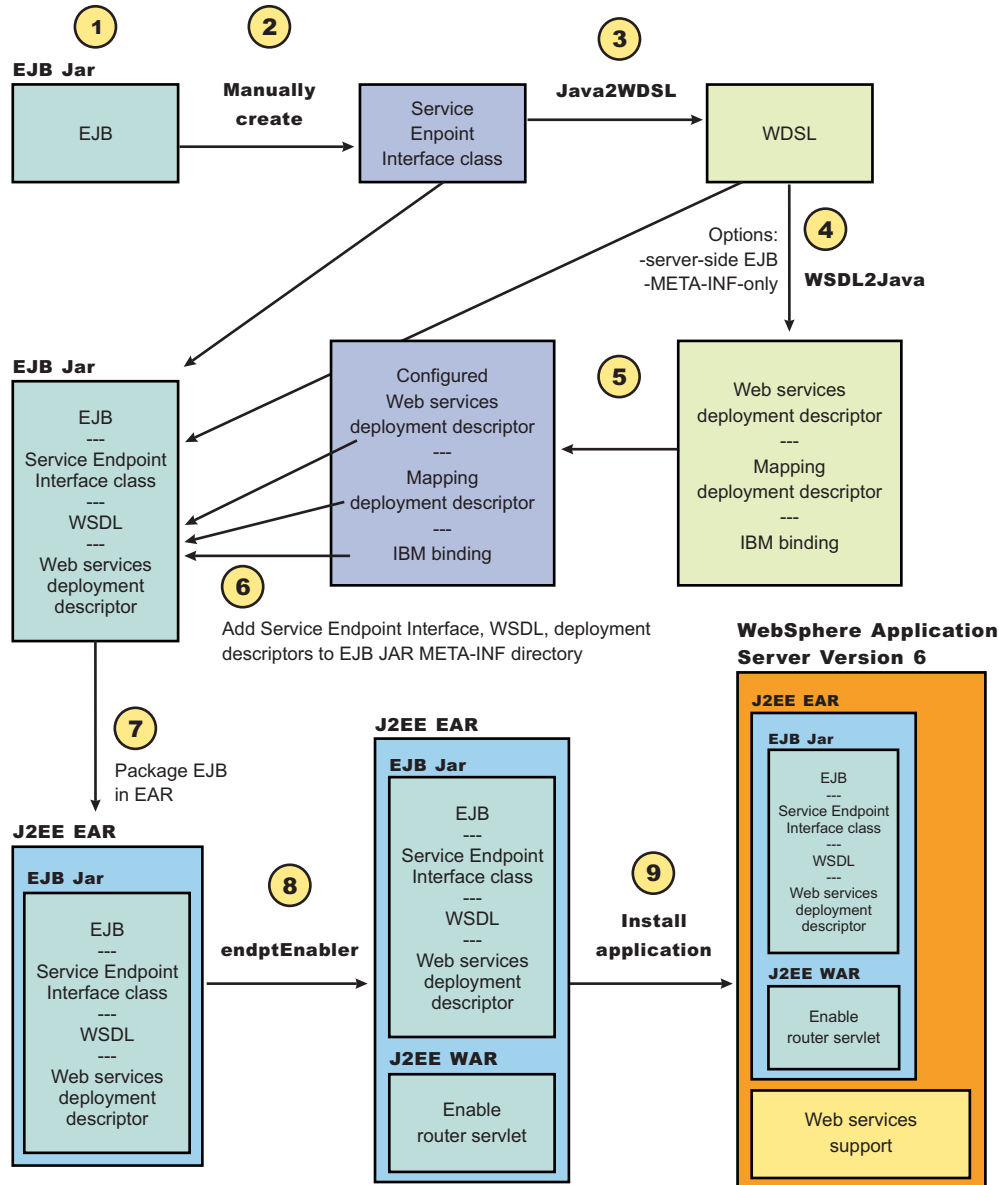 1
2
3
EJB Jar
EJB
Manually
create
Service
Enpoint
Interface class
Java2WDSL
WDSL
Options:
-server-side EJB
-META-INF-only
4
WSDL2Java
EJB Jar
EJB
---
Service Endpoint
Interface class
---
WSDL
---
Web services
deployment
descriptor
Configured
Web services
deployment descriptor
---
Mapping
deployment descriptor
---
IBM binding
5
Web services
deployment descriptor
---
Mapping
deployment descriptor
---
IBM binding
6
Add Service Endpoint Interface, WSDL, deployment
descriptors to EJB JAR META-INF directory
7
Package EJB
in EAR
J2EE EAR
EJB Jar
EJB
---
Service Endpoint
Interface class
---
WSDL
---
Web services
deployment
descriptor
8
endptEnabler
J2EE EAR
EJB Jar
EJB
---
Service Endpoint
Interface class
---
WSDL
---
Web services
deployment
descriptor
J2EE WAR
Enable
router servlet
9
Install
application
WebSphere Application
Server Version 6
J2EE EAR
EJB Jar
EJB
---
Service Endpoint
Interface class
---
WSDL
---
Web services
deployment
descriptor
J2EE WAR
Enable
router servlet
Web services
support